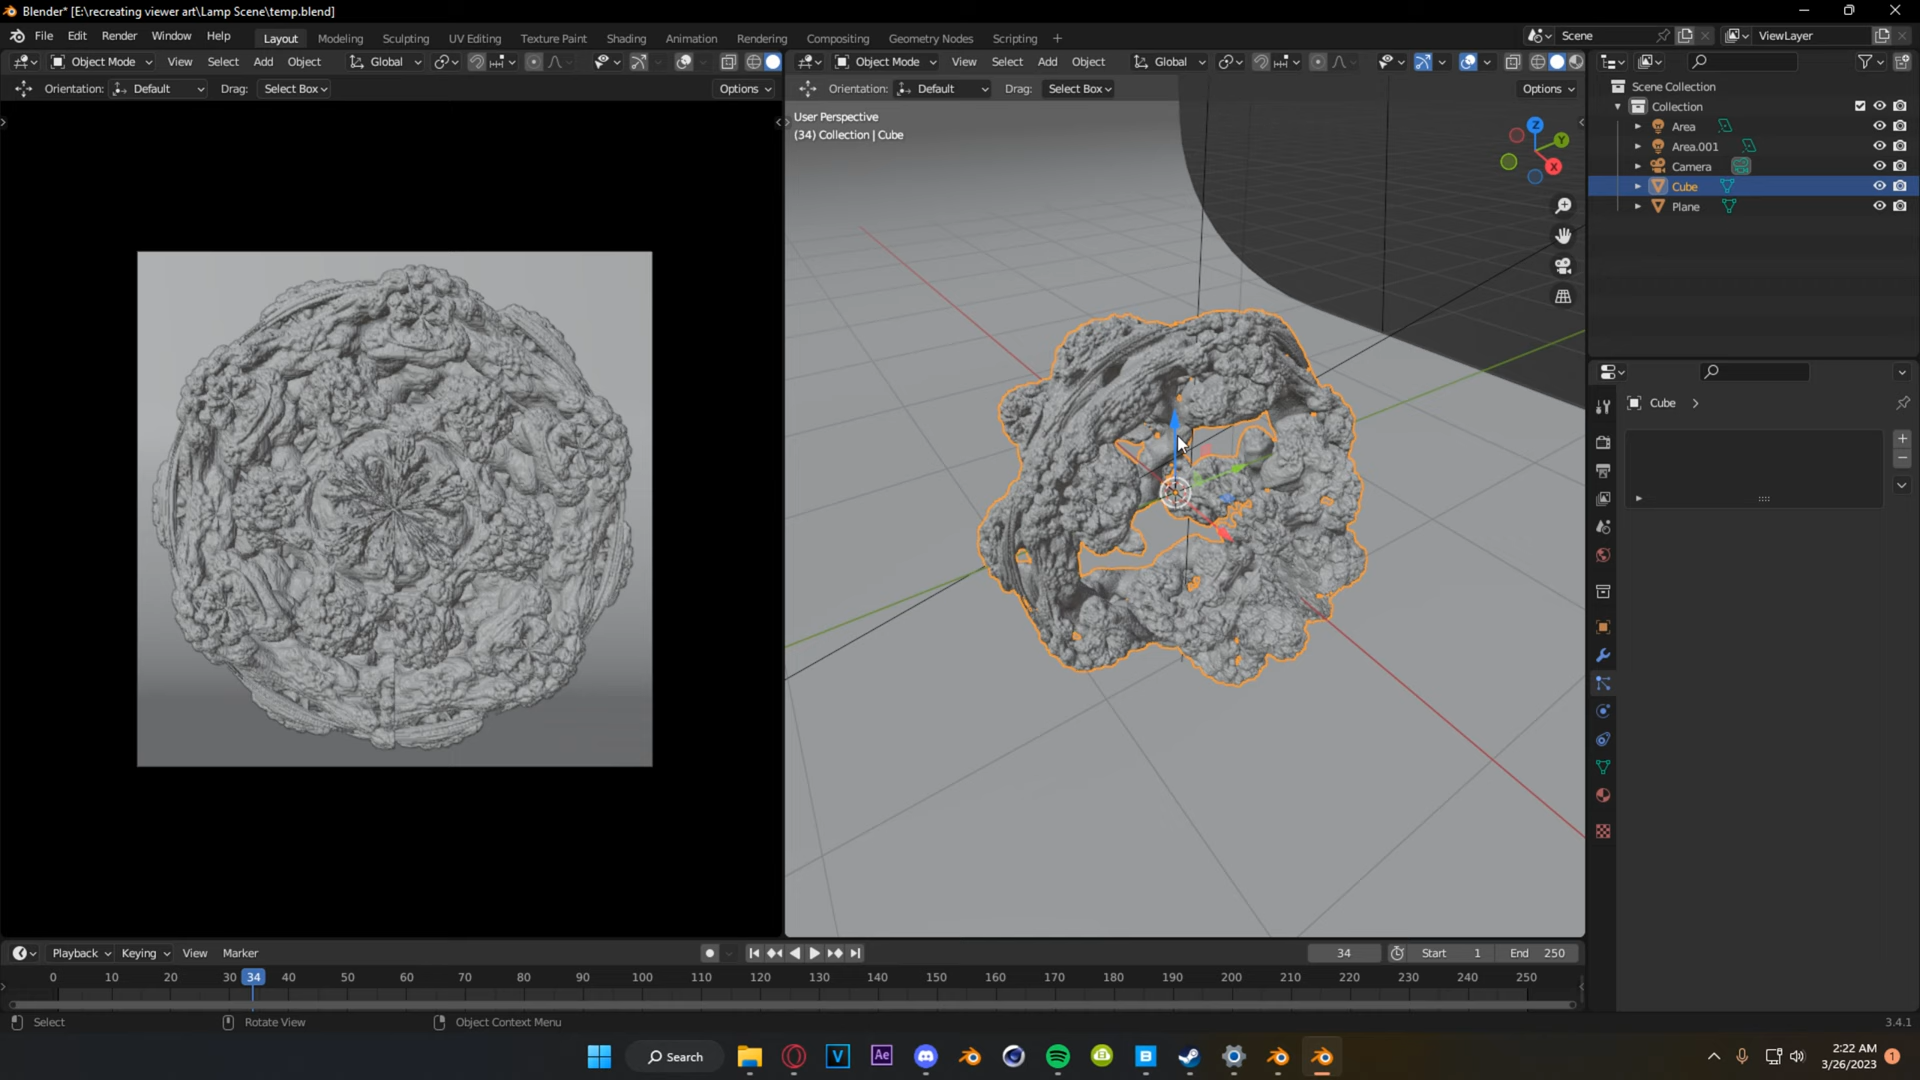 Blender* [E:\recreating viewer art\Lamp Scene\temp.blend]
File Edit Render Window Help Layout Modeling Sculpting UV Editing Texture Paint Shading Animation Rendering Compositing Geometry Nodes Scripting + Scene ViewLayer
Object Mode View Select Add Object Global
Object Mode View Select Add Object Global
Orientation: Default Drag: Select Box Options
Orientation: Default Drag: Select Box Options
User Perspective
(34) Collection | Cube
Z
Y
X
Scene Collection
Collection
Area
Area.001
Camera
Cube
Plane
Cube
Playback Keying View Marker 34 Start 1 End 250
0 10 20 30 34 40 50 60 70 80 90 100 110 120 130 140 150 160 170 180 190 200 210 220 230 240 250
Select Rotate View Object Context Menu 3.4.1
Search
V
Ae
B
2:22 AM
3/26/2023
1